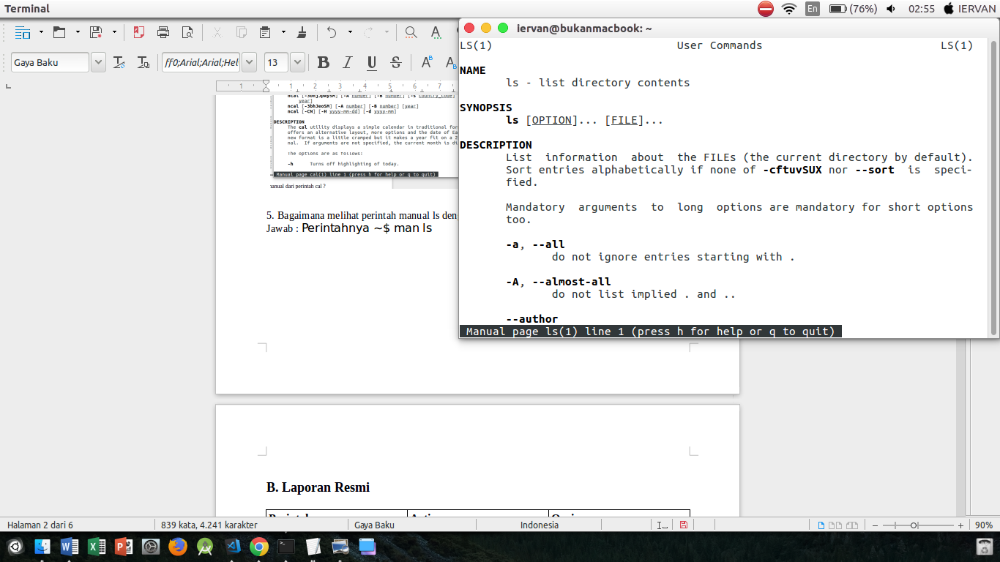 Terminal
En
(76%)
02:55
IERVAN
Gaya Baku
ff0;Arial;Arial;Hel
13
B I U S A A
1 1 2 3 4 5 6 7
ncal [-3bhjJpwySM] [-A number] [-B number] [-s country_code]
year]
ncal [-3bhJeoSM] [-A number] [-B number] [year]
ncal [-CN] [-H yyyy-mm-dd] [-d yyyy-mm]
DESCRIPTION
The cal utility displays a simple calendar in traditional for
offers an alternative layout, more options and the date of Ea
new format is a little cramped but it makes a year fit on a 2
nal. If arguments are not specified, the current month is di
The options are as follows:
-h Turns off highlighting of today.
Manual page cal(1) line 1 (press h for help or q to quit)
anual dari perintah cal ?
5. Bagaimana melihat perintah manual ls den
Jawab : Perintahnya ~$ man ls
B. Laporan Resmi
iervan@bukanmacbook: ~
LS(1) User Commands LS(1)
NAME
ls - list directory contents
SYNOPSIS
ls [OPTION]... [FILE]...
DESCRIPTION
List information about the FILEs (the current directory by default).
Sort entries alphabetically if none of -cftuvSUX nor --sort is speci-
fied.
Mandatory arguments to long options are mandatory for short options
too.
-a, --all
do not ignore entries starting with .
-A, --almost-all
do not list implied . and ..
--author
Manual page ls(1) line 1 (press h for help or q to quit)
Halaman 2 dari 6
839 kata, 4.241 karakter
Gaya Baku
Indonesia
90%